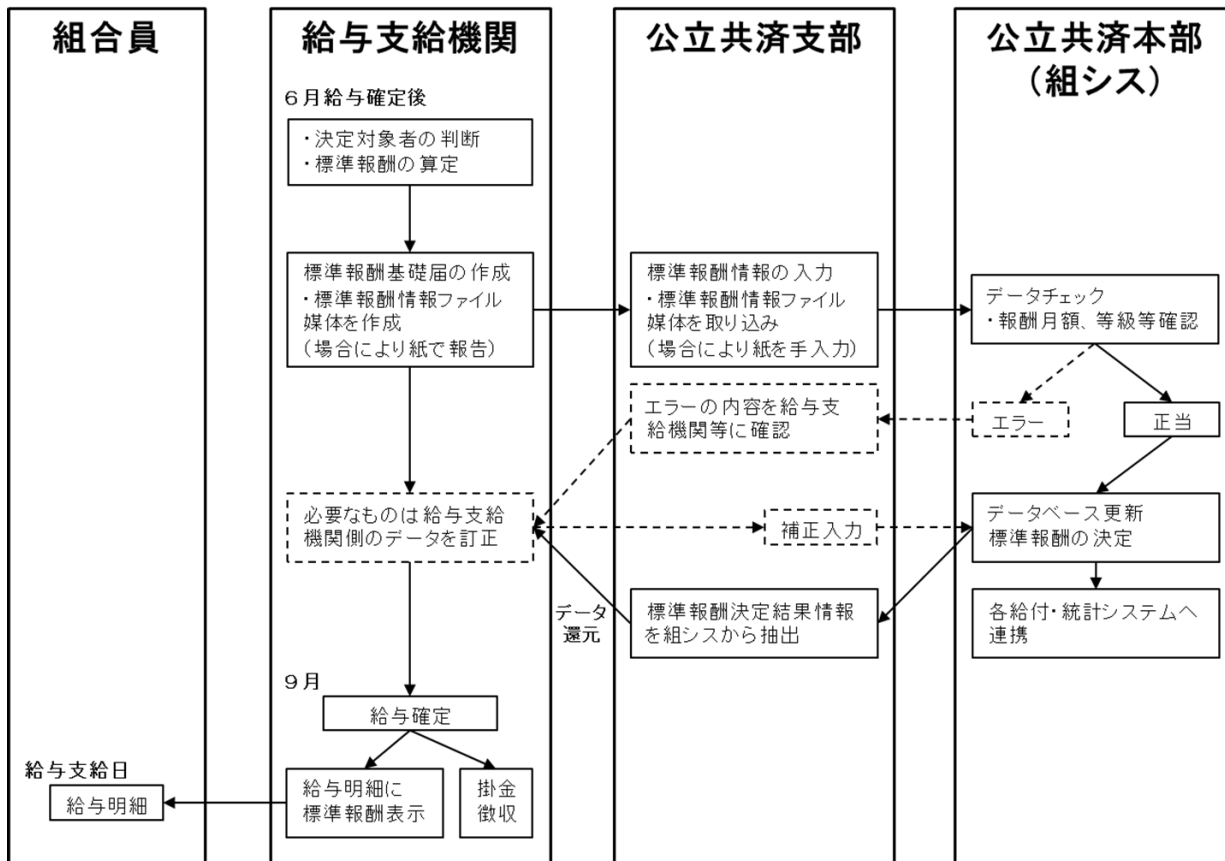 組合員
給与支給機関
公立共済支部
公立共済本部
(組シス)
6月給与確定後
・決定対象者の判断
・標準報酬の算定
標準報酬基礎届の作成
・標準報酬情報ファイル
媒体を作成
(場合により紙で報告)
標準報酬情報の入力
・標準報酬情報ファイル
媒体を取り込み
(場合により紙を手入力)
データチェック
・報酬月額、等級等確認
エラーの内容を給与支
給機関等に確認
エラー
正当
必要なものは給与支給
機関側のデータを訂正
補正入力
データベース更新
標準報酬の決定
データ
還元
標準報酬決定結果情報
を組シスから抽出
各給付・統計システムへ
連携
9月
給与確定
給与支給日
給与明細
給与明細に
標準報酬表示
掛金
徴収